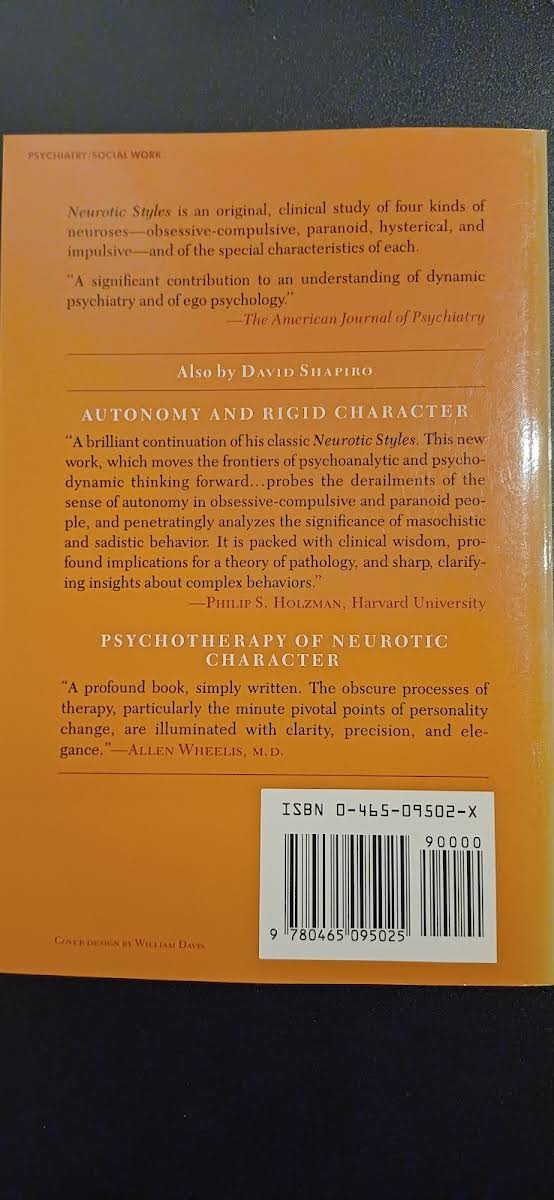 PSYCHIATRY/SOCIAL WORK
Neurotic Styles is an original, clinical study of four kinds of
neuroses—obsessive-compulsive, paranoid, hysterical, and
impulsive—and of the special characteristics of each.
"A significant contribution to an understanding of dynamic
psychiatry and of ego psychology."
—The American Journal of Psychiatry
Also by DAVID SHAPIRO
AUTONOMY AND RIGID CHARACTER
"A brilliant continuation of his classic Neurotic Styles. This new
work, which moves the frontiers of psychoanalytic and psycho-
dynamic thinking forward...probes the derailments of the
sense of autonomy in obsessive-compulsive and paranoid peo-
ple, and penetratingly analyzes the significance of masochistic
and sadistic behavior. It is packed with clinical wisdom, pro-
found implications for a theory of pathology, and sharp, clarify-
ing insights about complex behaviors."
—PHILIP S. HOLZMAN, Harvard University
PSYCHOTHERAPY OF NEUROTIC
CHARACTER
"A profound book, simply written. The obscure processes of
therapy, particularly the minute pivotal points of personality
change, are illuminated with clarity, precision, and ele-
gance."—ALLEN WHEELIS, M.D.
ISBN 0-465-09502-X
90000
9 780465 095025
COVER DESIGN BY WILLIAM DAVIS